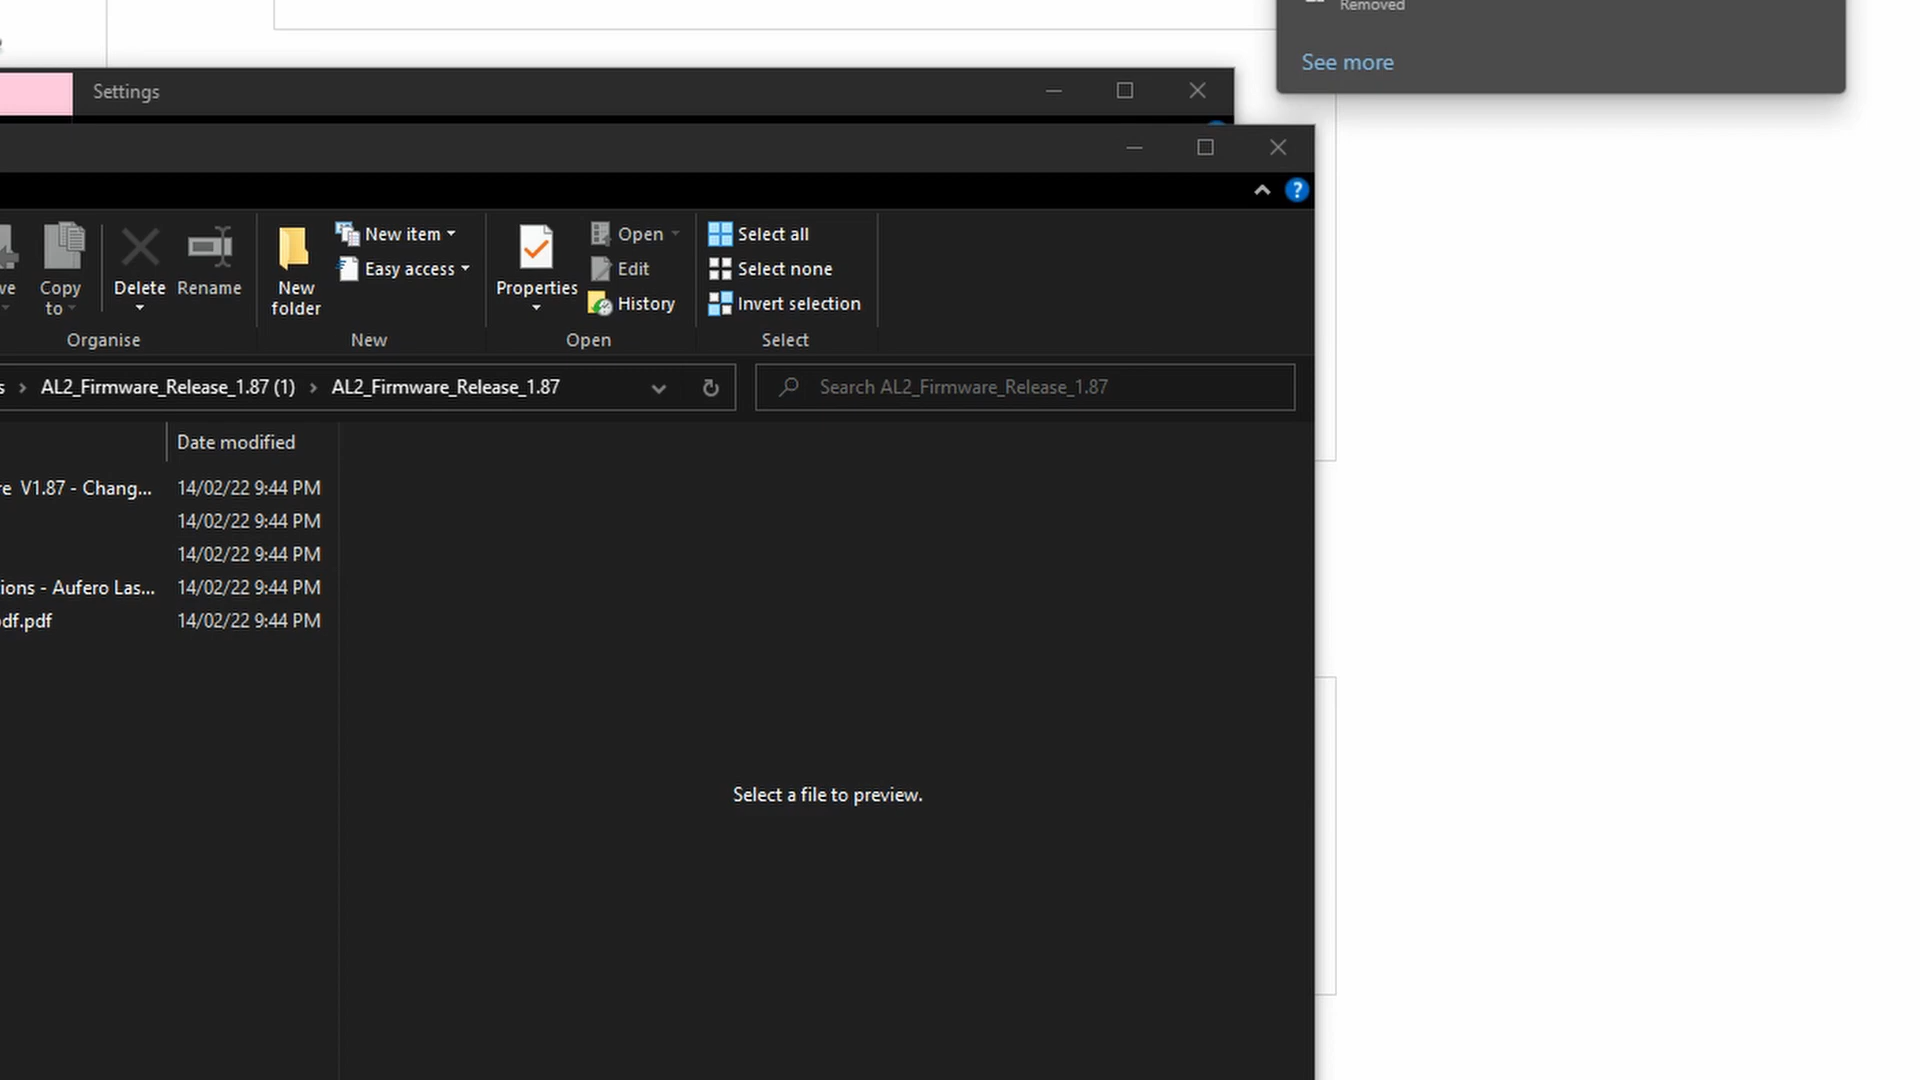 Removed
See more
Settings
Copy to
Delete
Rename
New folder
New item
Easy access
Properties
Open
Edit
History
Select all
Select none
Invert selection
Organise
New
Open
Select
AL2_Firmware_Release_1.87 (1) > AL2_Firmware_Release_1.87
Search AL2_Firmware_Release_1.87
Date modified
V1.87 - Chang... 14/02/22 9:44 PM
14/02/22 9:44 PM
14/02/22 9:44 PM
ions - Aufero Las... 14/02/22 9:44 PM
df.pdf 14/02/22 9:44 PM
Select a file to preview.